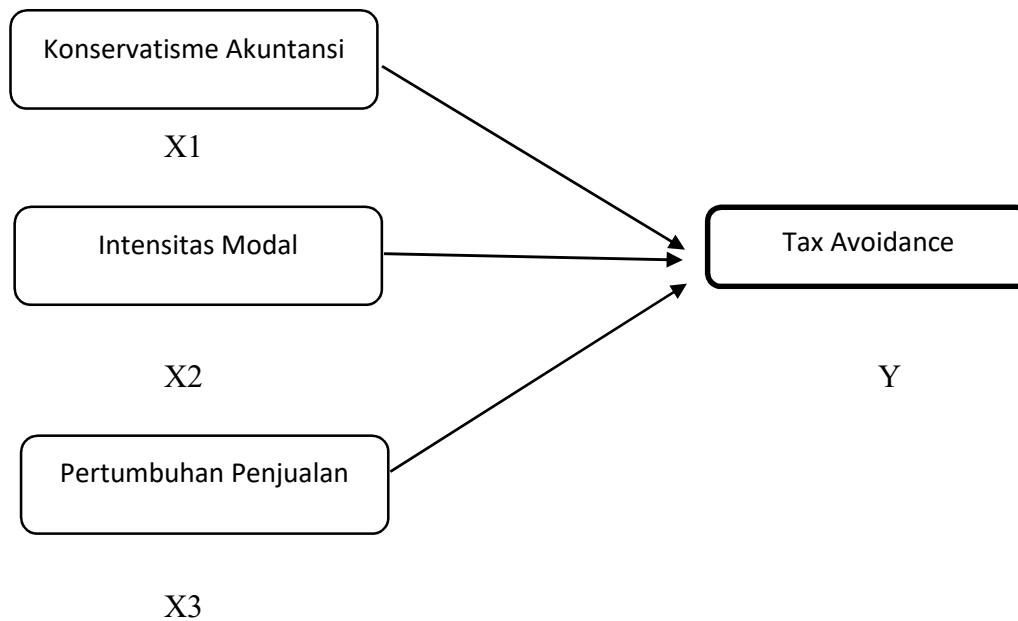 Konservatisme Akuntansi
X1
Intensitas Modal
Tax Avoidance
X2
Y
Pertumbuhan Penjualan
X3